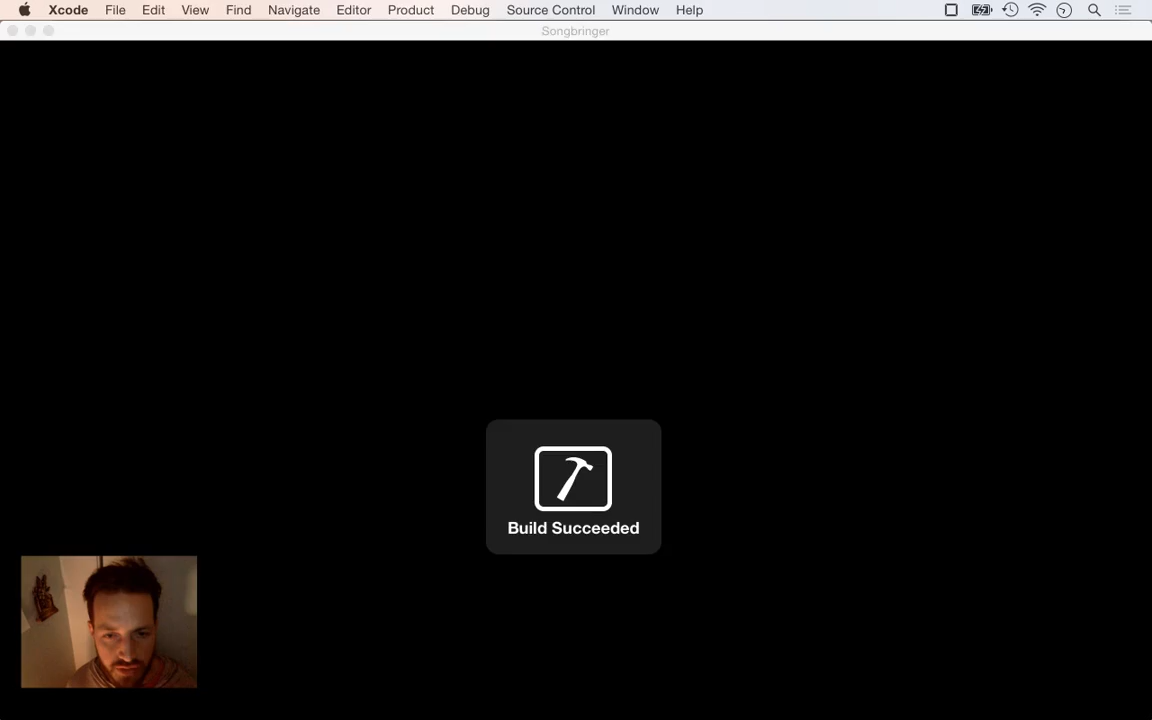 Xcode File Edit View Find Navigate Editor Product Debug Source Control Window Help
Songbringer
Build Succeeded